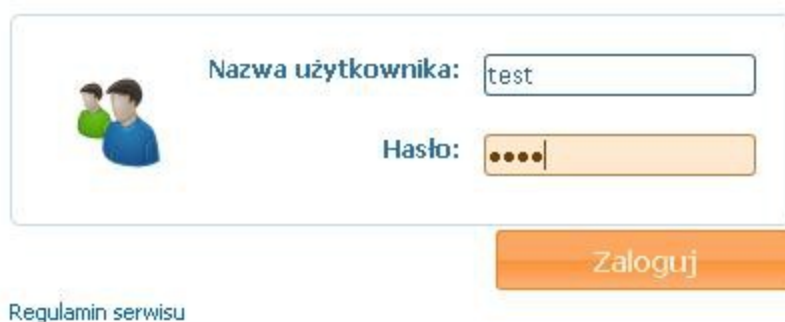 Nazwa użytkownika: test
Hasło: ••••
Zaloguj
Regulamin serwisu